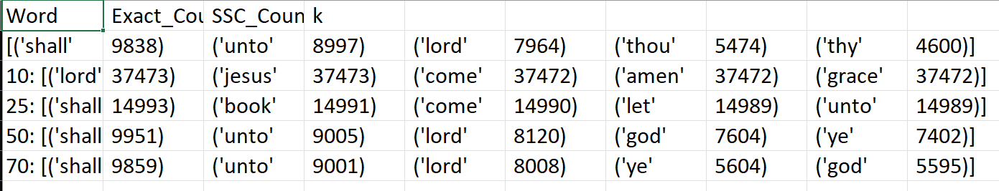 Word Exact_Cou SSC_Coun k
[('shall' 9838) ('unto' 8997) ('lord' 7964) ('thou' 5474) ('thy' 4600)]
10: [('lord' 37473) ('jesus' 37473) ('come' 37472) ('amen' 37472) ('grace' 37472)]
25: [('shall 14993) ('book' 14991) ('come' 14990) ('let' 14989) ('unto' 14989)]
50: [('shall 9951) ('unto' 9005) ('lord' 8120) ('god' 7604) ('ye' 7402)]
70: [('shall 9859) ('unto' 9001) ('lord' 8008) ('ye' 5604) ('god' 5595)]